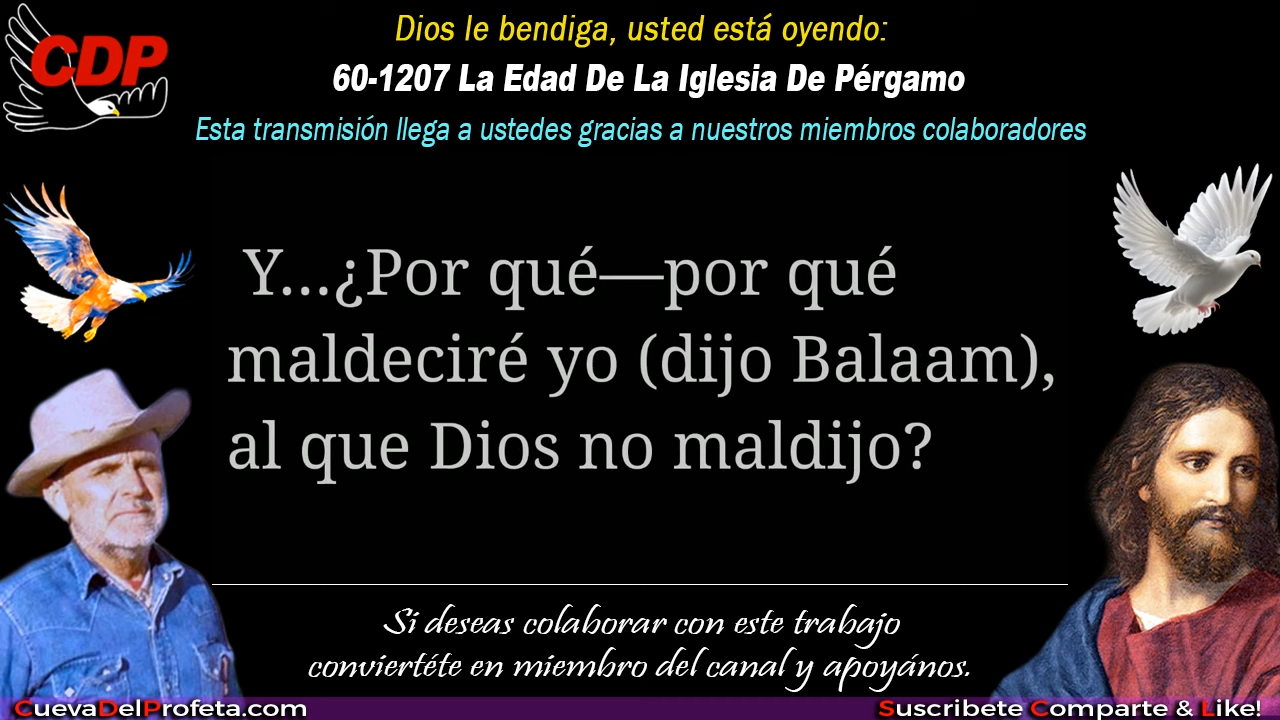 CDP
Dios le bendiga, usted está oyendo:
60-1207 La Edad De La Iglesia De Pérgamo
Esta transmisión llega a ustedes gracias a nuestros miembros colaboradores
Y...¿Por qué—por qué
maldeciré yo (dijo Balaam),
al que Dios no maldijo?
Si deseas colaborar con este trabajo
conviertéte en miembro del canal y apoyános.
CuevaDelProfeta.com
Suscribete Comparte & Like!